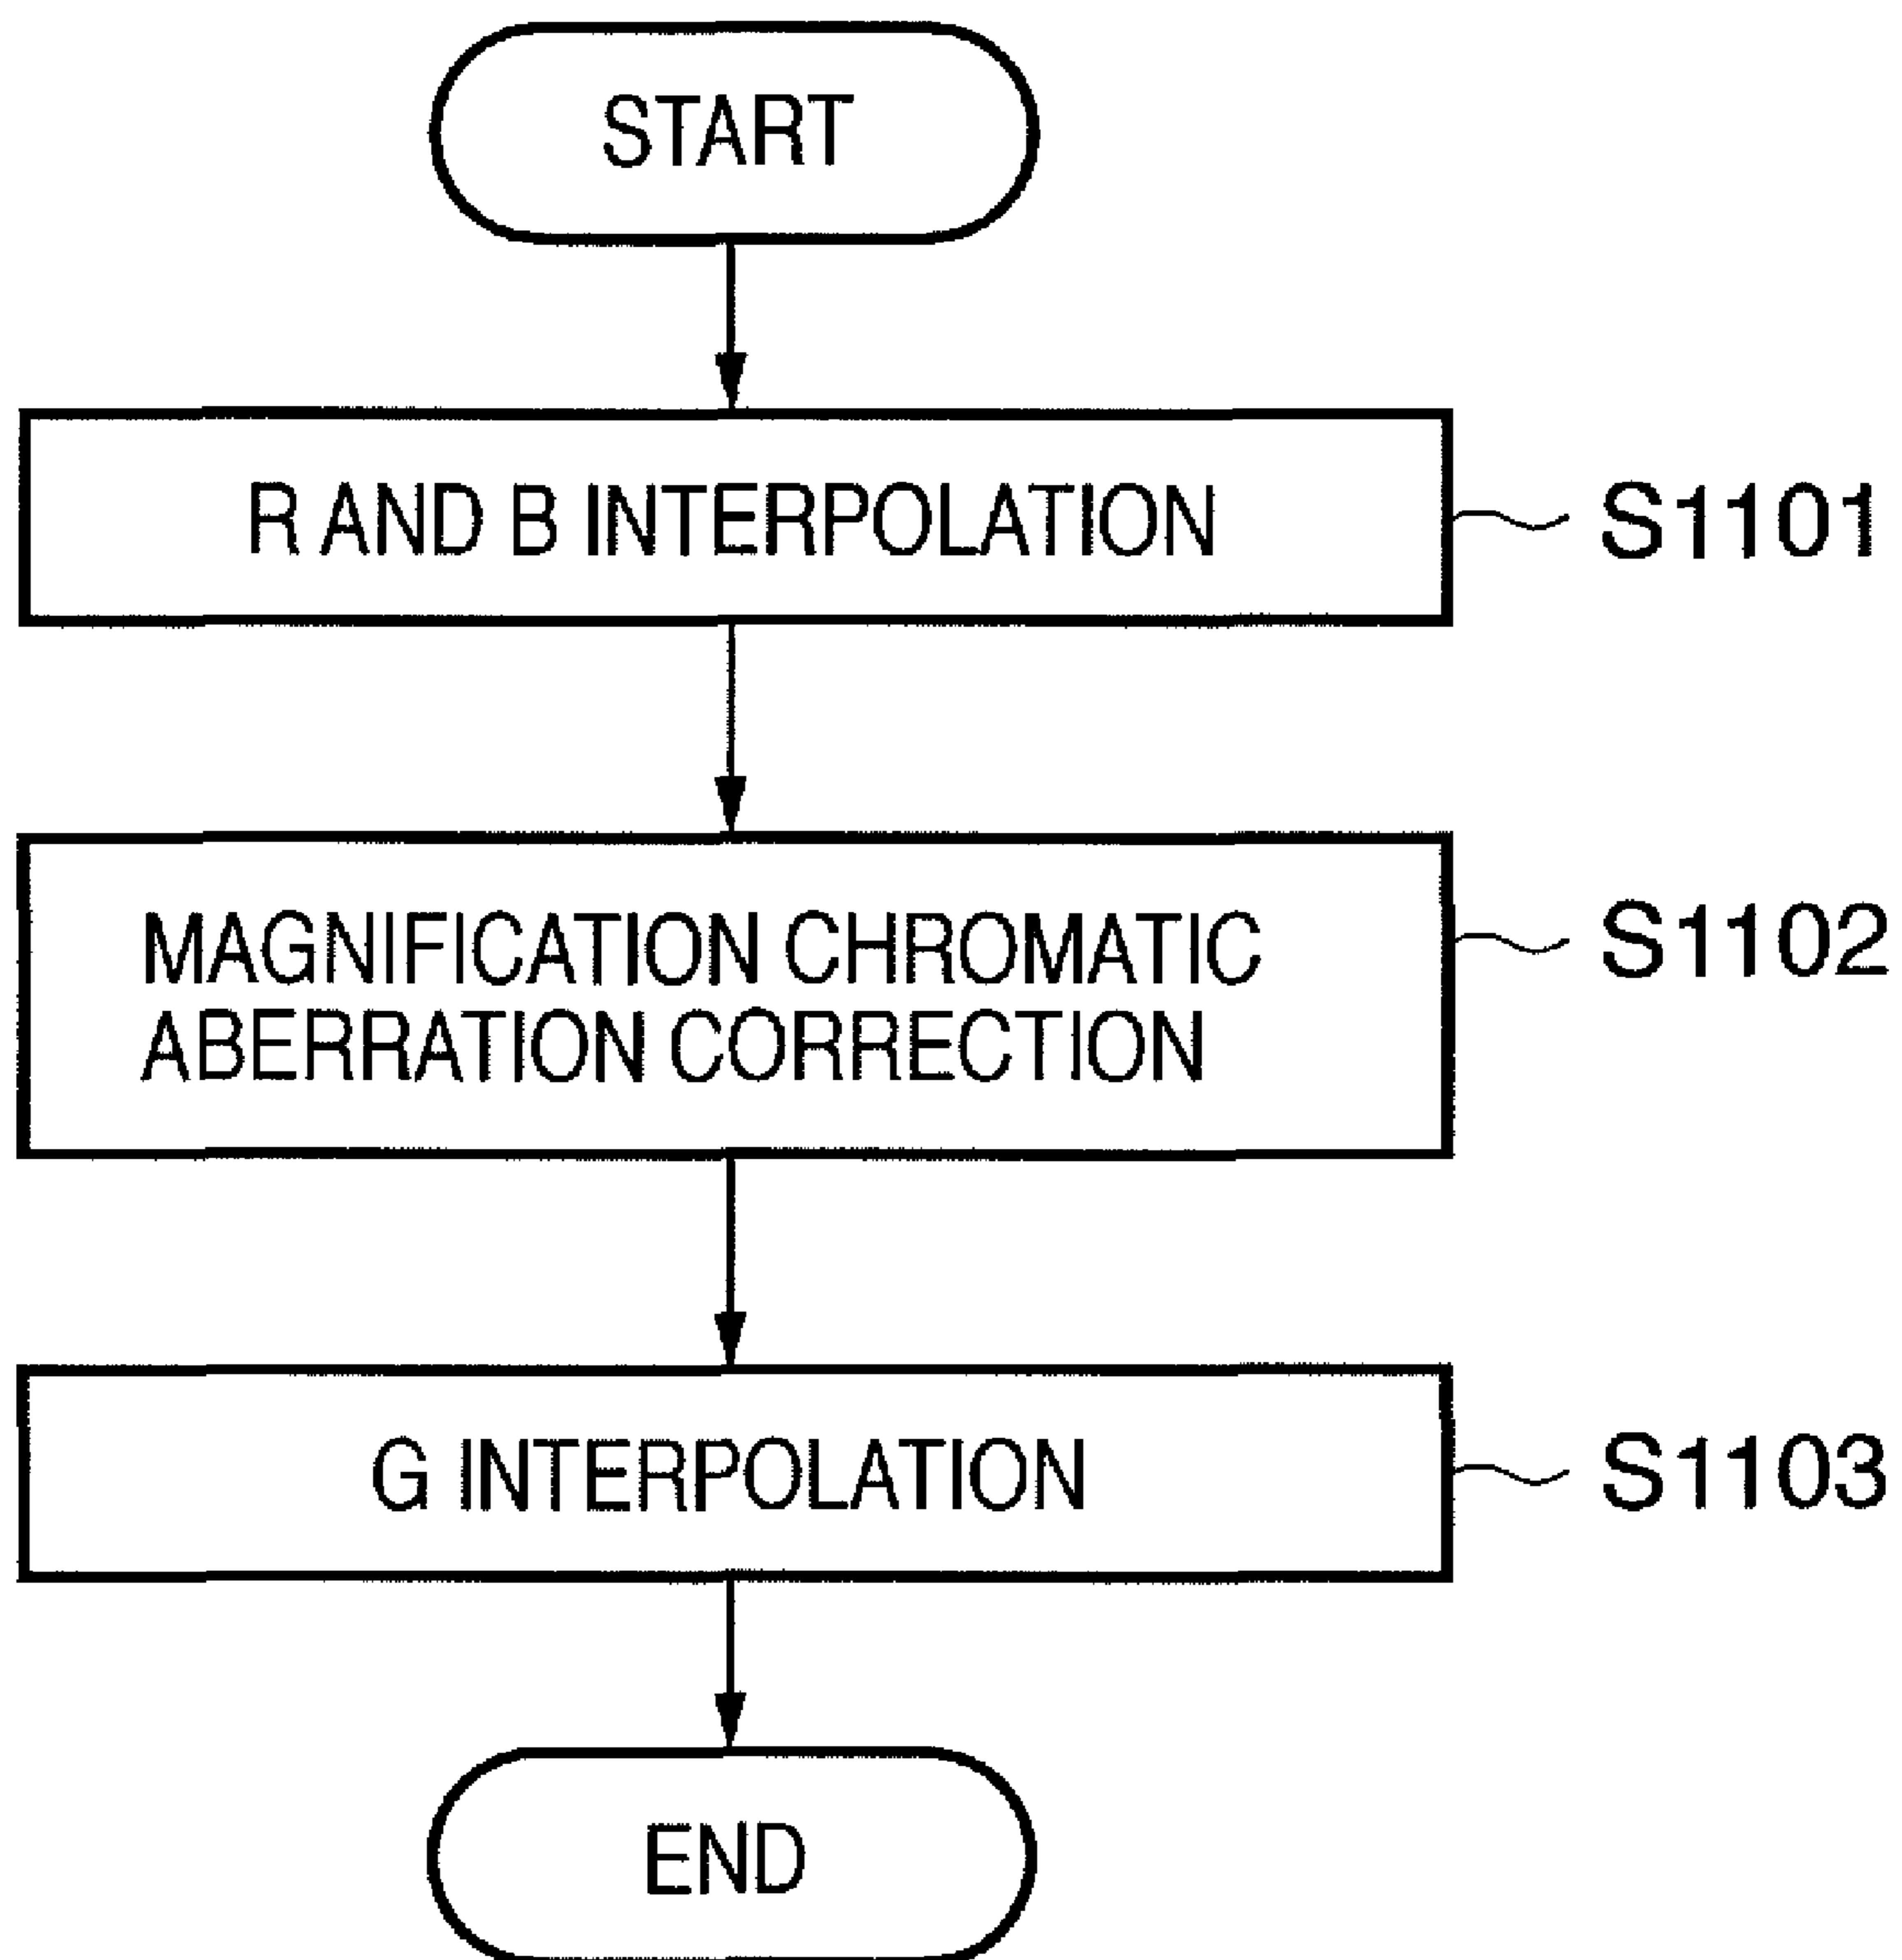 START
R AND B INTERPOLATION
S1101
MAGNIFICATION CHROMATIC
ABERRATION CORRECTION
S1102
G INTERPOLATION
S1103
END